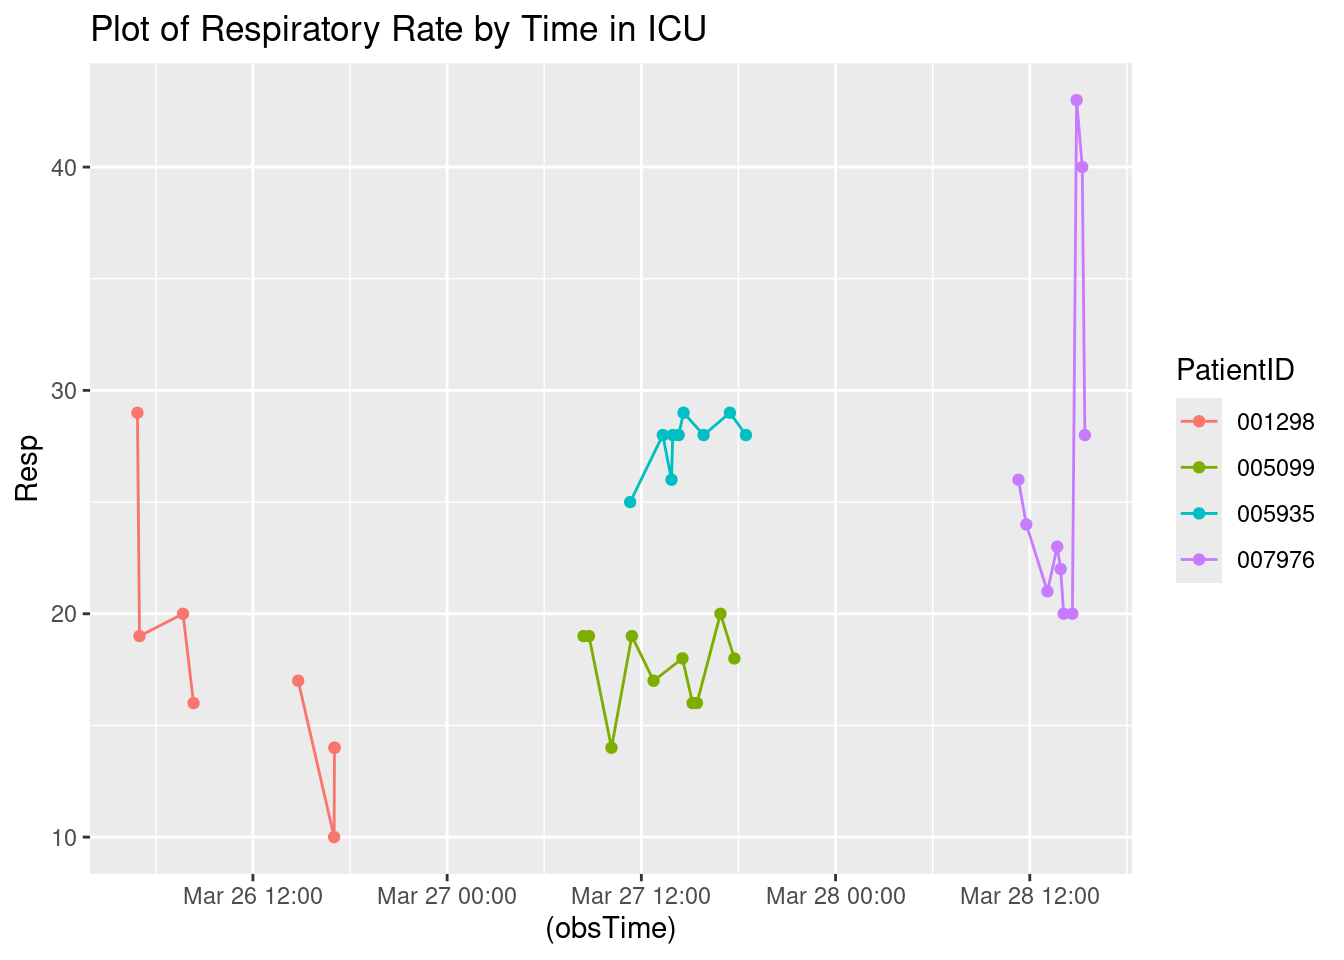 Plot of Respiratory Rate by Time in ICU
Resp
40
30
20
10
Mar 26 12:00 Mar 27 00:00 Mar 27 12:00 Mar 28 00:00 Mar 28 12:00
(obsTime)
PatientID
001298
005099
005935
007976